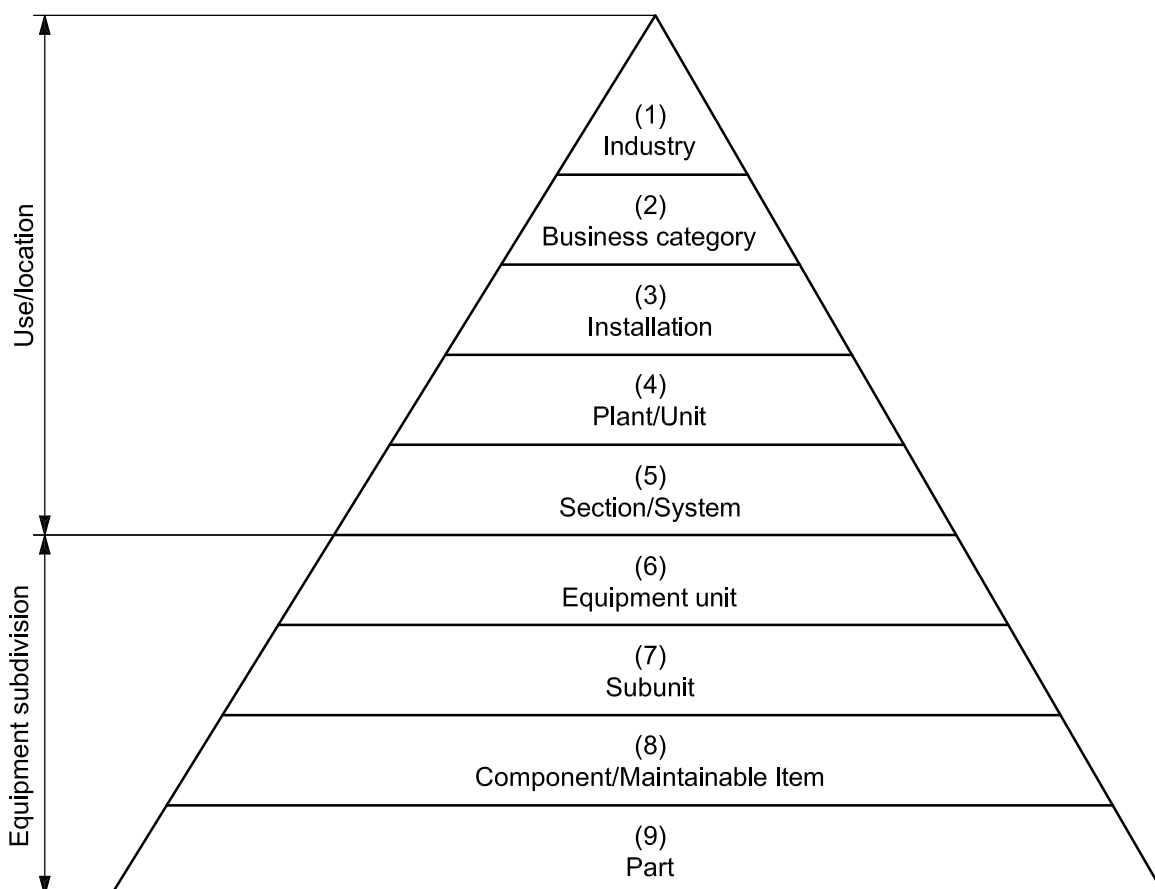 (1)
Industry
(2)
Business category
(3)
Installation
(4)
Plant/Unit
(5)
Section/System
(6)
Equipment unit
(7)
Subunit
(8)
Component/Maintainable Item
(9)
Part
Use/location
Equipment subdivision